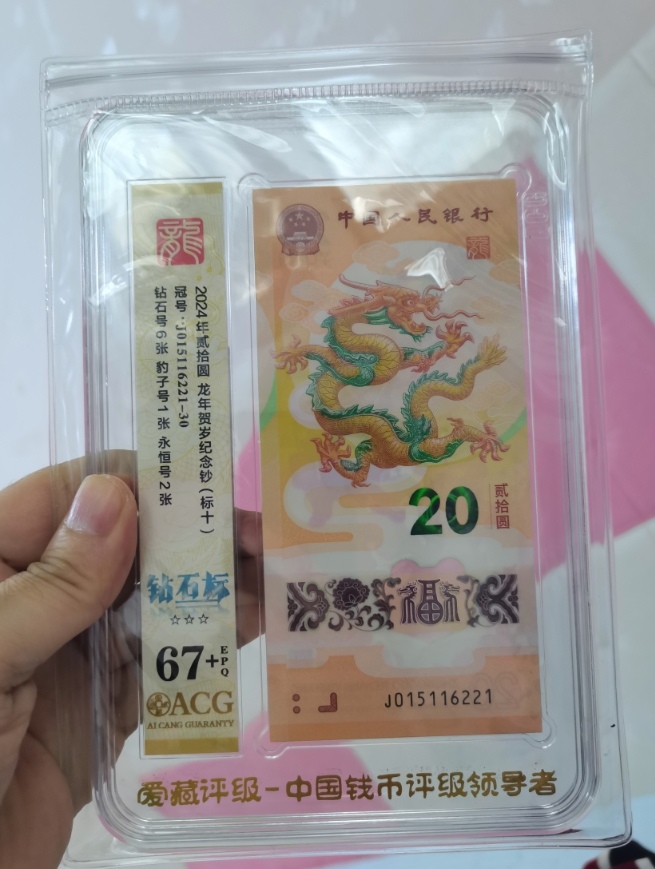 龍
2024年贰拾圆 龙年贺岁纪念钞(标十)
冠号:J015116221-30
钻石号6张 豹子号1张 永恒号2张
钻石标
☆☆☆
67+EPQ
ACG
AI CANG GUARANTY
中国人民银行
龍
20
贰拾圆
福
J015116221
爱藏评级-中国钱币评级领导者